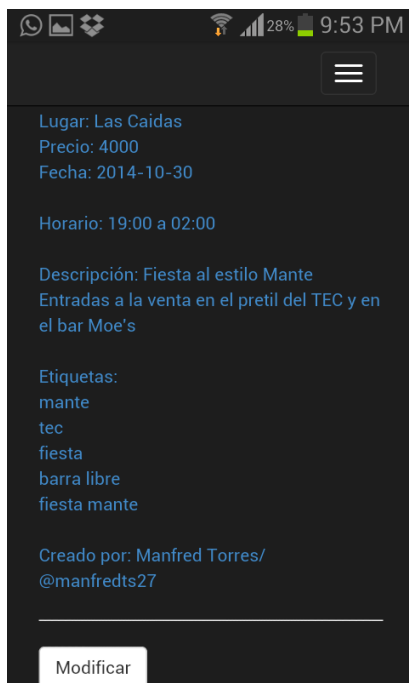 28% 9:53 PM
Lugar: Las Caidas
Precio: 4000
Fecha: 2014-10-30
Horario: 19:00 a 02:00
Descripción: Fiesta al estilo Mante
Entradas a la venta en el pretil del TEC y en
el bar Moe's
Etiquetas:
mante
tec
fiesta
barra libre
fiesta mante
Creado por: Manfred Torres/
@manfredts27
Modificar